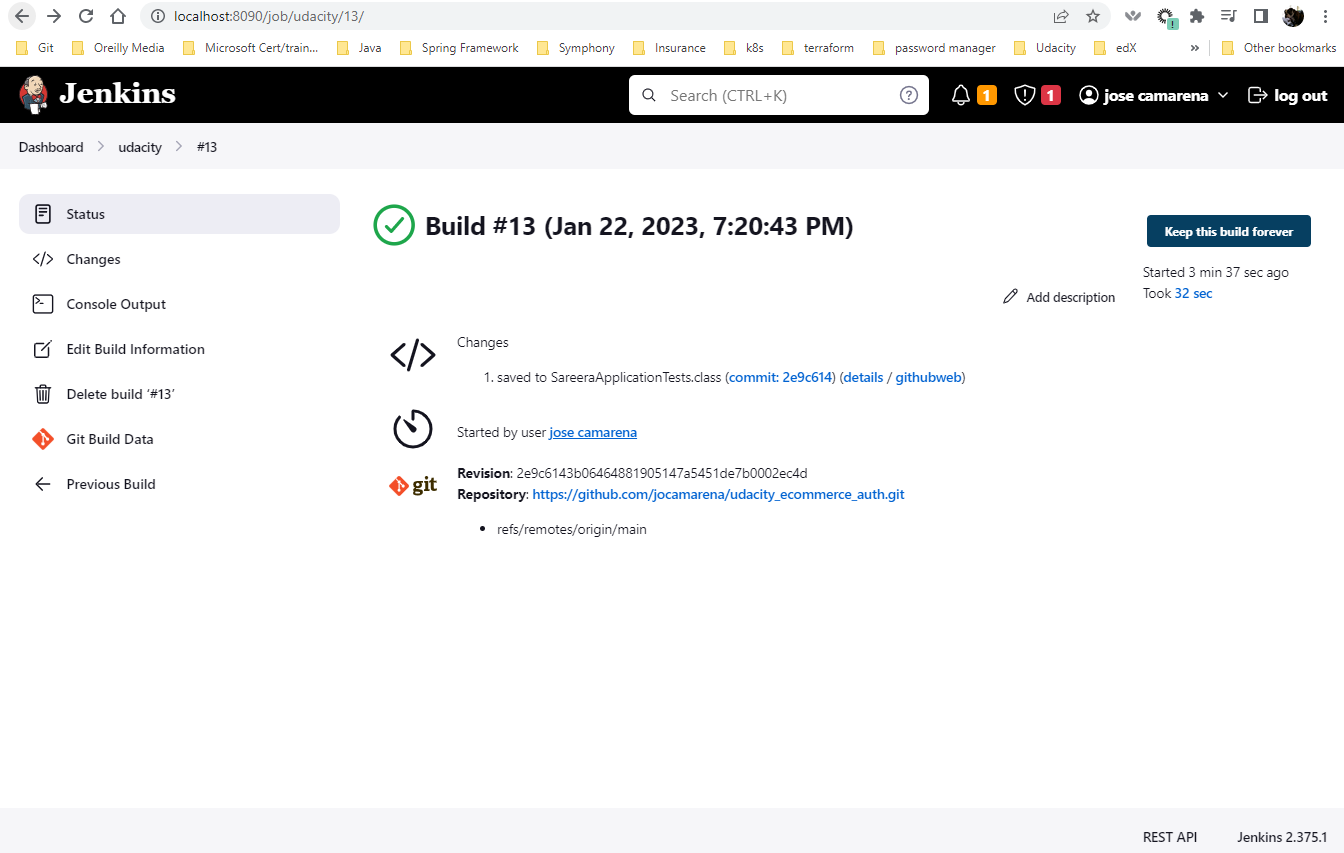 localhost:8090/job/udacity/13/
Git Oreilly Media Microsoft Cert/train... Java Spring Framework Symphony Insurance k8s terraform password manager Udacity edX » Other bookmarks
Jenkins Search (CTRL+K) ? 1 1 jose camarena log out
Dashboard udacity #13
Status
Changes
Console Output
Edit Build Information
Delete build ‘#13’
Git Build Data
Previous Build
Build #13 (Jan 22, 2023, 7:20:43 PM)
Keep this build forever
Started 3 min 37 sec ago
Took 32 sec
Add description
Changes
1. saved to SareeraApplicationTests.class (commit: 2e9c614) (details / githubweb)
Started by user jose camarena
git
Revision: 2e9c6143b06464881905147a5451de7b0002ec4d
Repository: https://github.com/jocamarena/udacity_ecommerce_auth.git
• refs/remotes/origin/main
REST API Jenkins 2.375.1